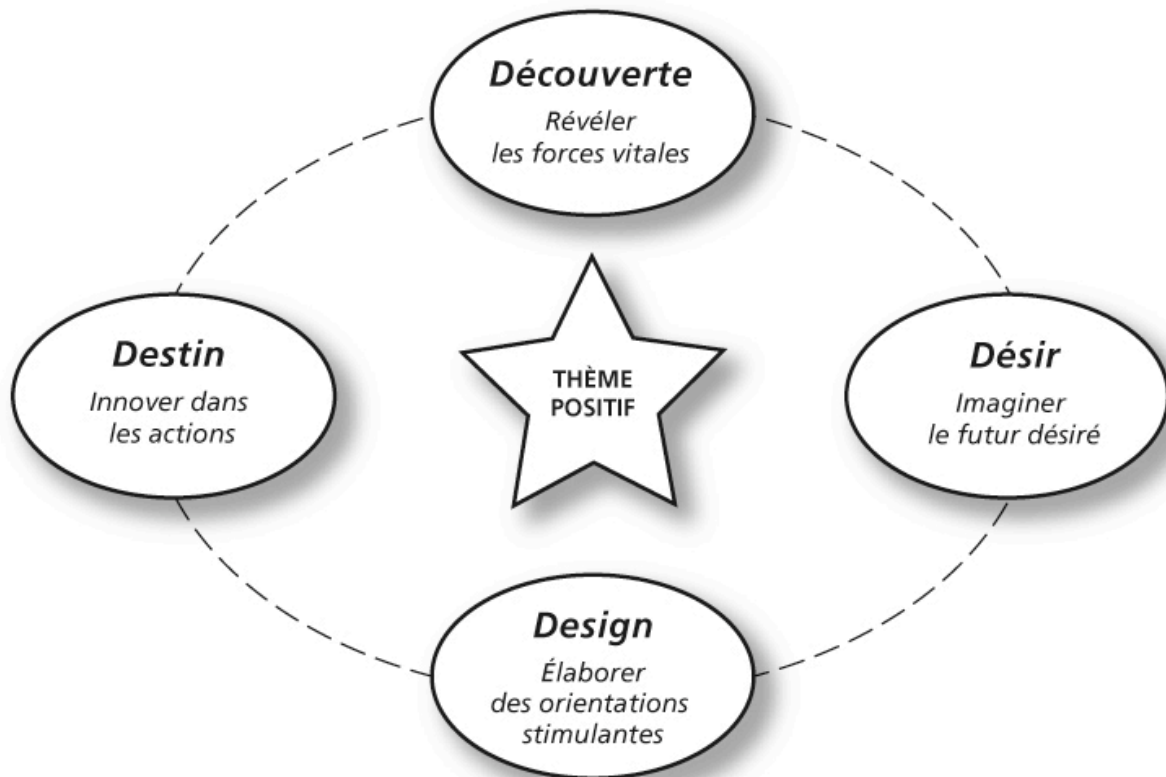 Découverte
Révéler
les forces vitales
Destin
Innover dans
les actions
THÈME
POSITIF
Désir
Imaginer
le futur désiré
Design
Élaborer
des orientations
stimulantes